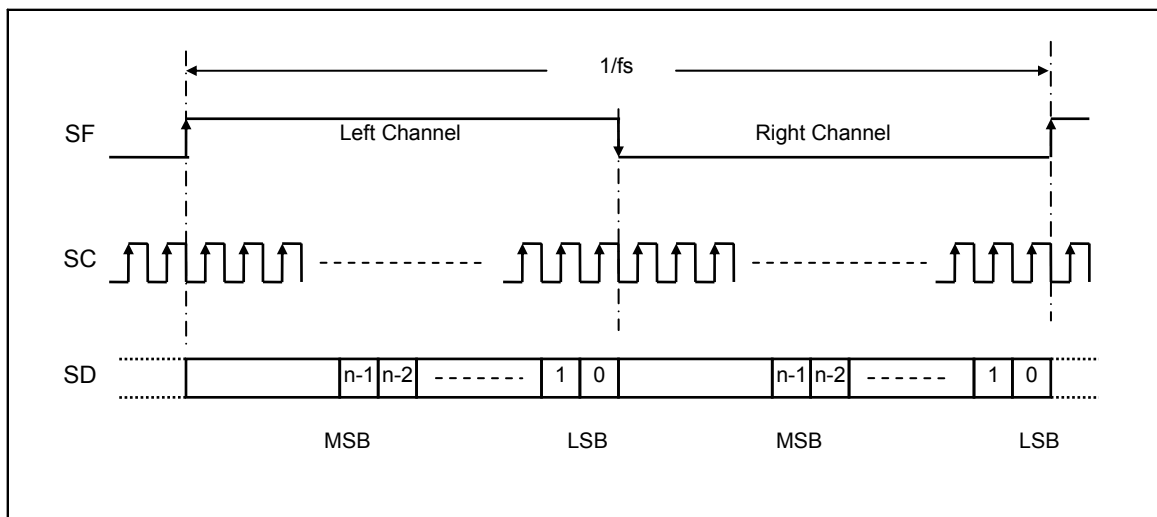 1/fs
SF
Left Channel
Right Channel
SC
SD
n-1 n-2 1 0 n-1 n-2 1 0
MSB LSB MSB LSB